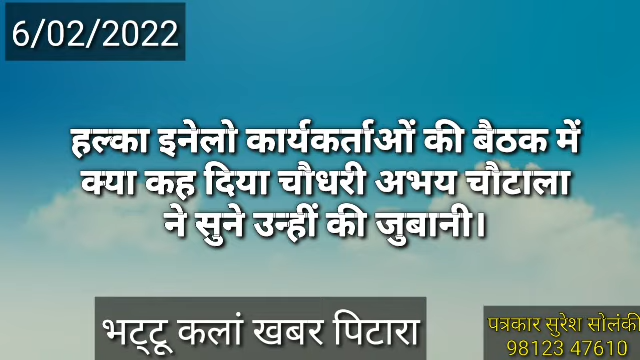 6/02/2022
हल्का इनेलो कार्यकर्ताओं की बैठक में
क्या कह दिया चौधरी अभय चौटाला
ने सुने उन्हीं की जुबानी।
भट्टू कलां खबर पिटारा
पत्रकार सुरेश सोलंकी
98123 47610